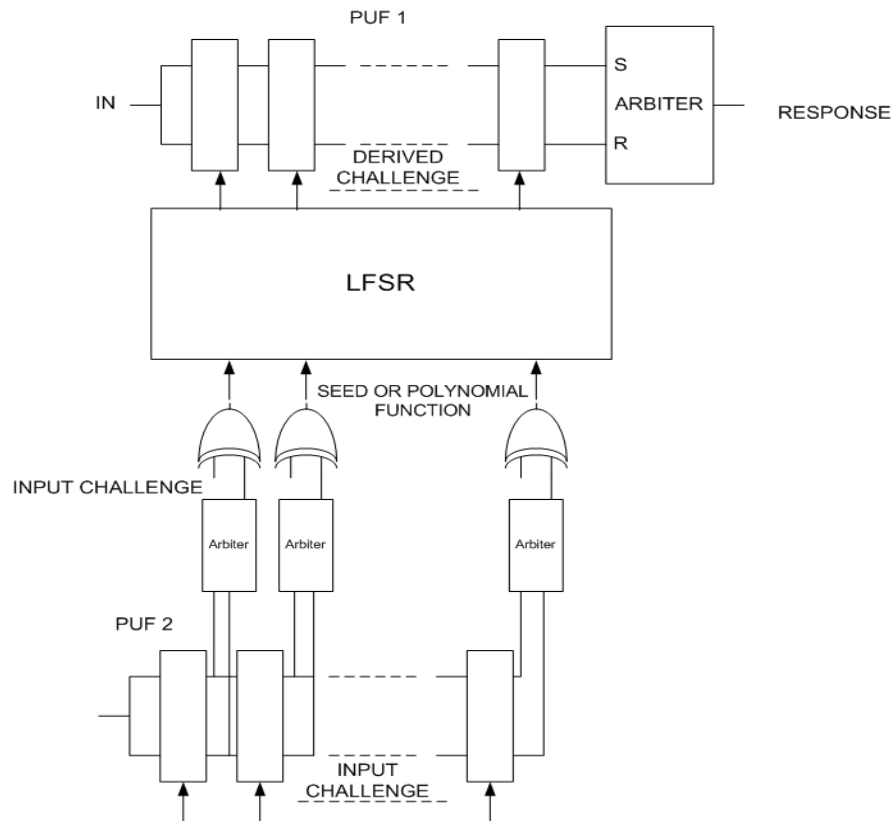 PUF 1
IN
S
ARBITER
R
RESPONSE
DERIVED
CHALLENGE
LFSR
SEED OR POLYNOMIAL
FUNCTION
INPUT CHALLENGE
Arbiter
Arbiter
Arbiter
PUF 2
INPUT
CHALLENGE